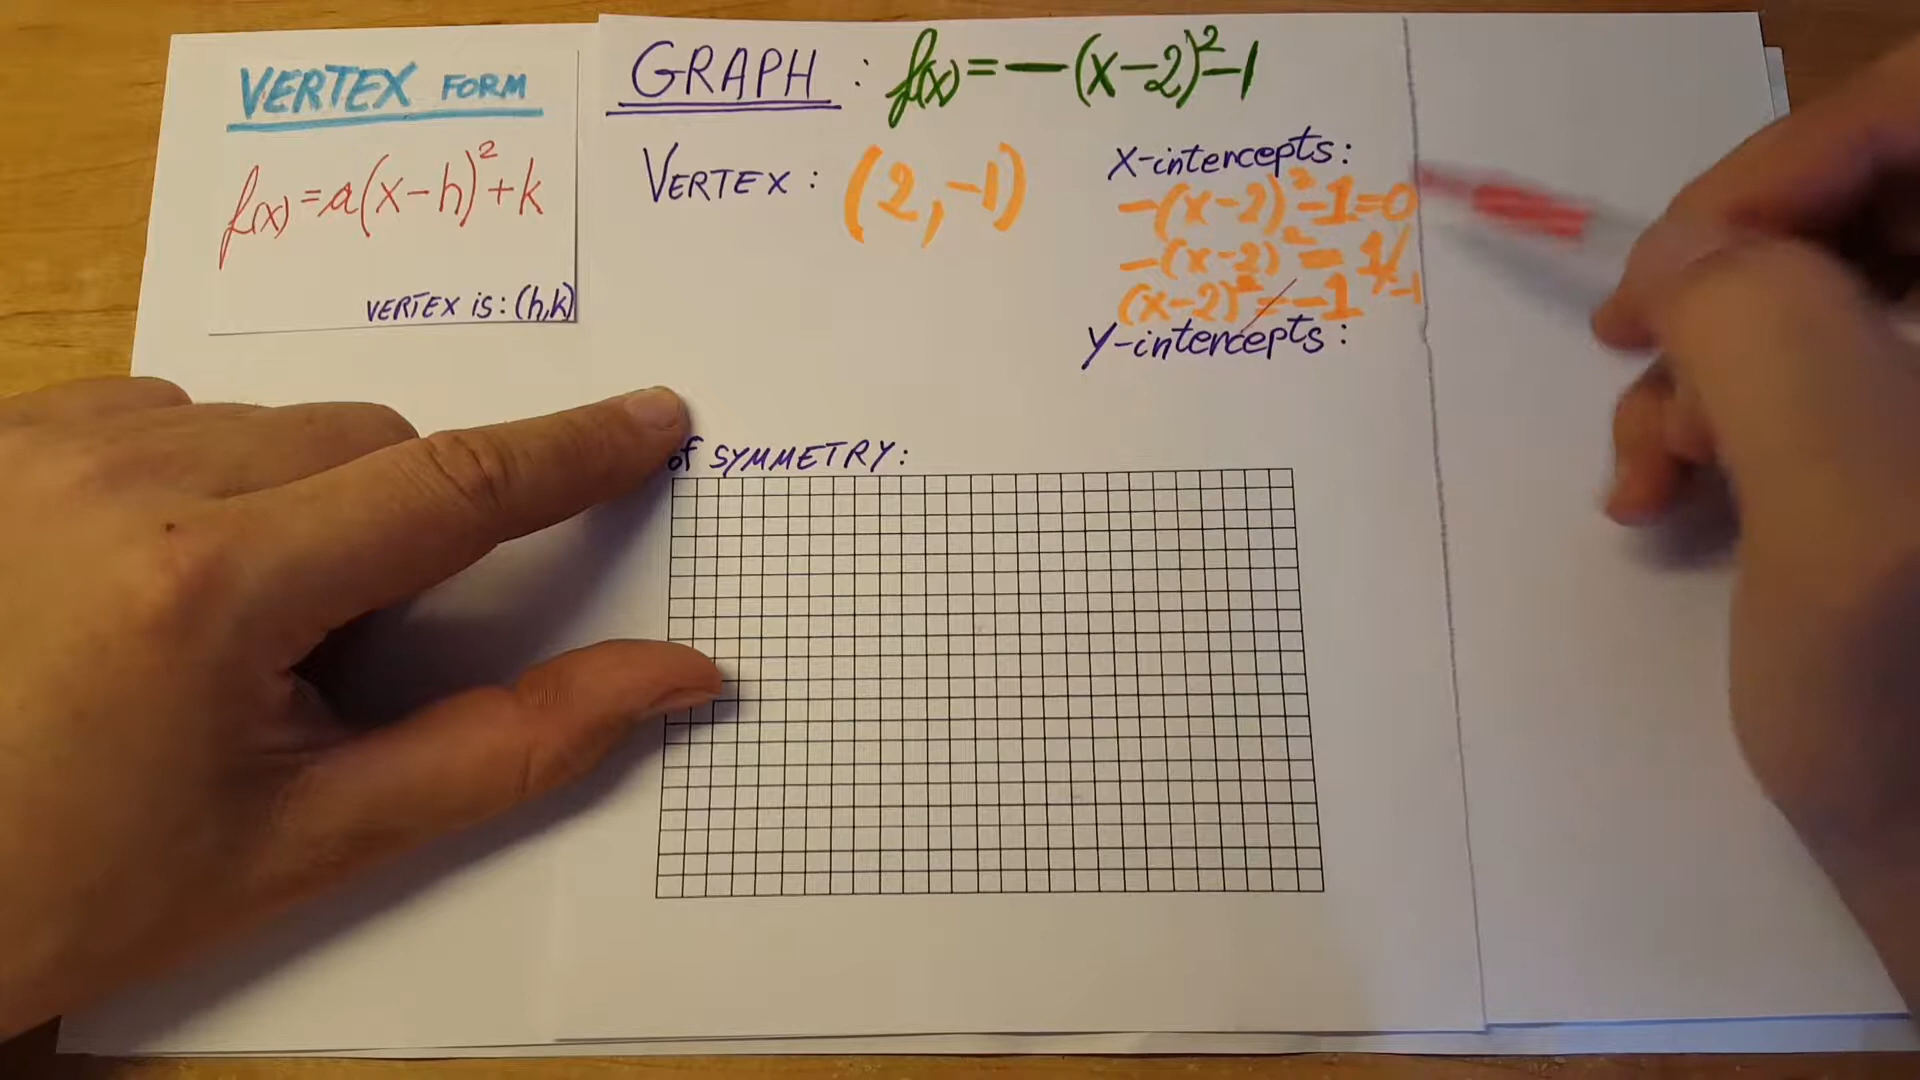 VERTEX FORM
f(x)=a(x-h)²+k
VERTEX is: (h,k)
GRAPH : f(x)=-(x-2)²-1
VERTEX: (2,-1)
X-intercepts:
-(x-2)²-1=0
-(x-2)²=1/×-1
(x-2)²=-1
Y-intercepts:
of SYMMETRY: